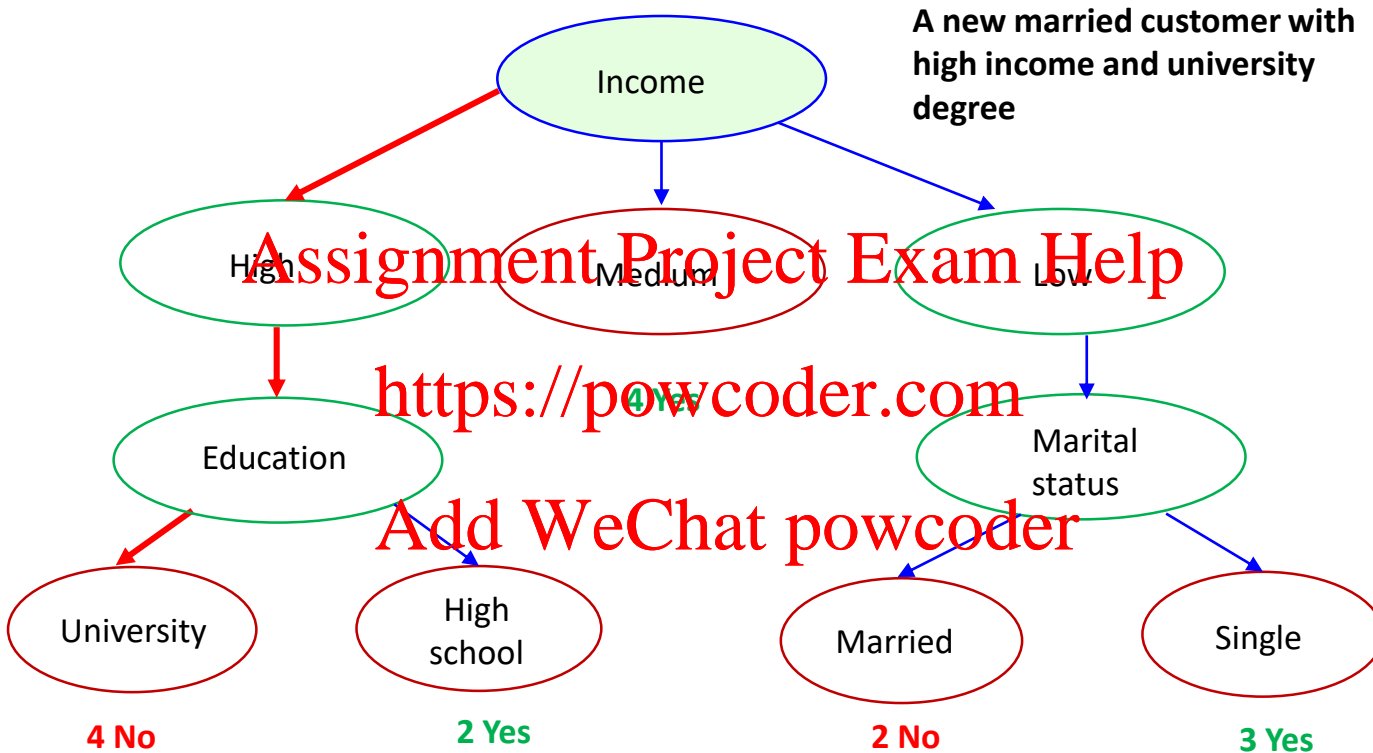 A new married customer with
high income and university
degree
Income
High
Medium
Low
Assignment Project Exam Help
https://powcoder.com
4 Yes
Education
Marital
status
Add WeChat powcoder
University
High
school
Married
Single
4 No
2 Yes
2 No
3 Yes